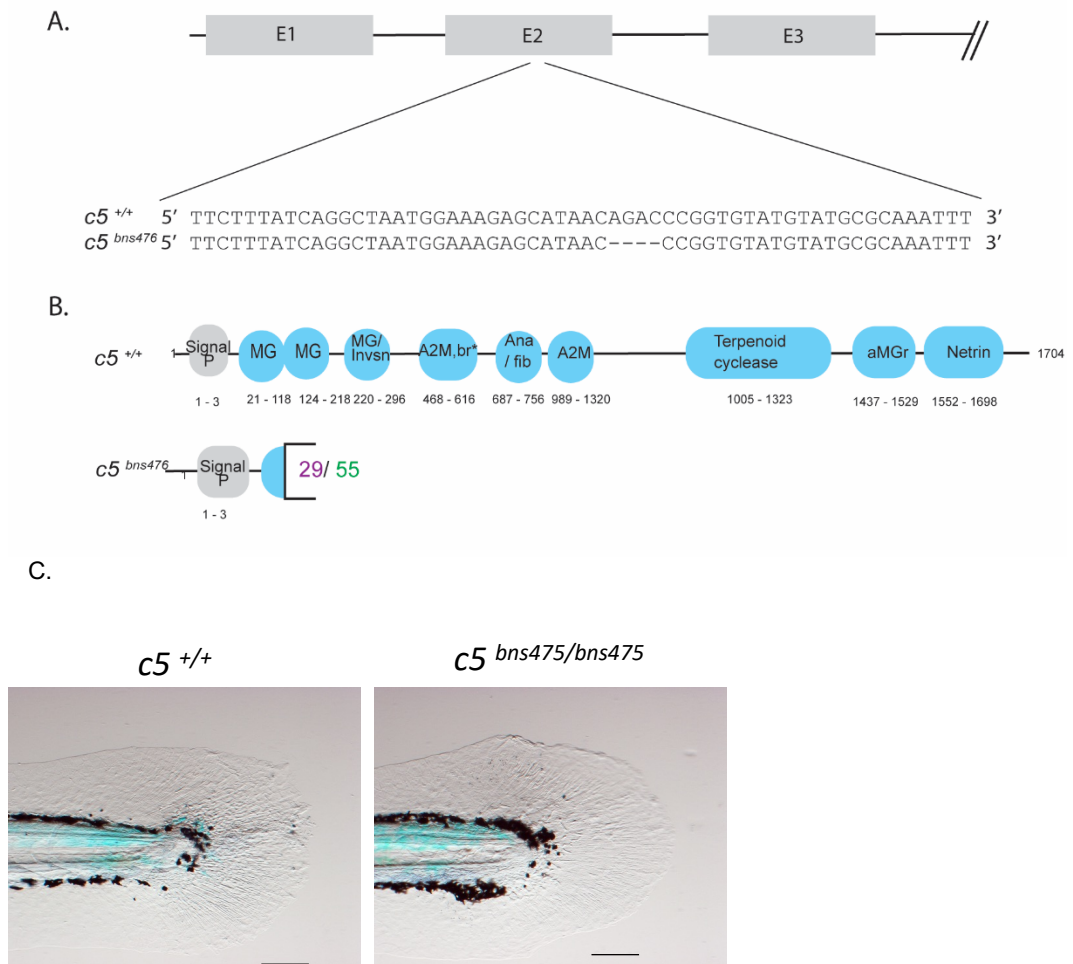 A.
E1 E2 E3
c5 +/+ 5' TTCTTTATCAGGCTAATGGAAAGAGCATAACAGACCCGGTGTATGTATGCGCAAATTT 3'
c5 bns476 5' TTCTTTATCAGGCTAATGGAAAGAGCATAAC----CCGGTGTATGTATGCGCAAATTT 3'
B.
c5 +/+ 1 Signal P MG MG MG/ Invsn A2M,br* Ana / fib A2M Terpenoid cyclease aMGr Netrin 1704
1 - 3 21 - 118 124 - 218 220 - 296 468 - 616 687 - 756 989 - 1320 1005 - 1323 1437 - 1529 1552 - 1698
c5 bns476 1 Signal P 29/ 55
1 - 3
C.
c5 +/+ c5 bns475/bns475